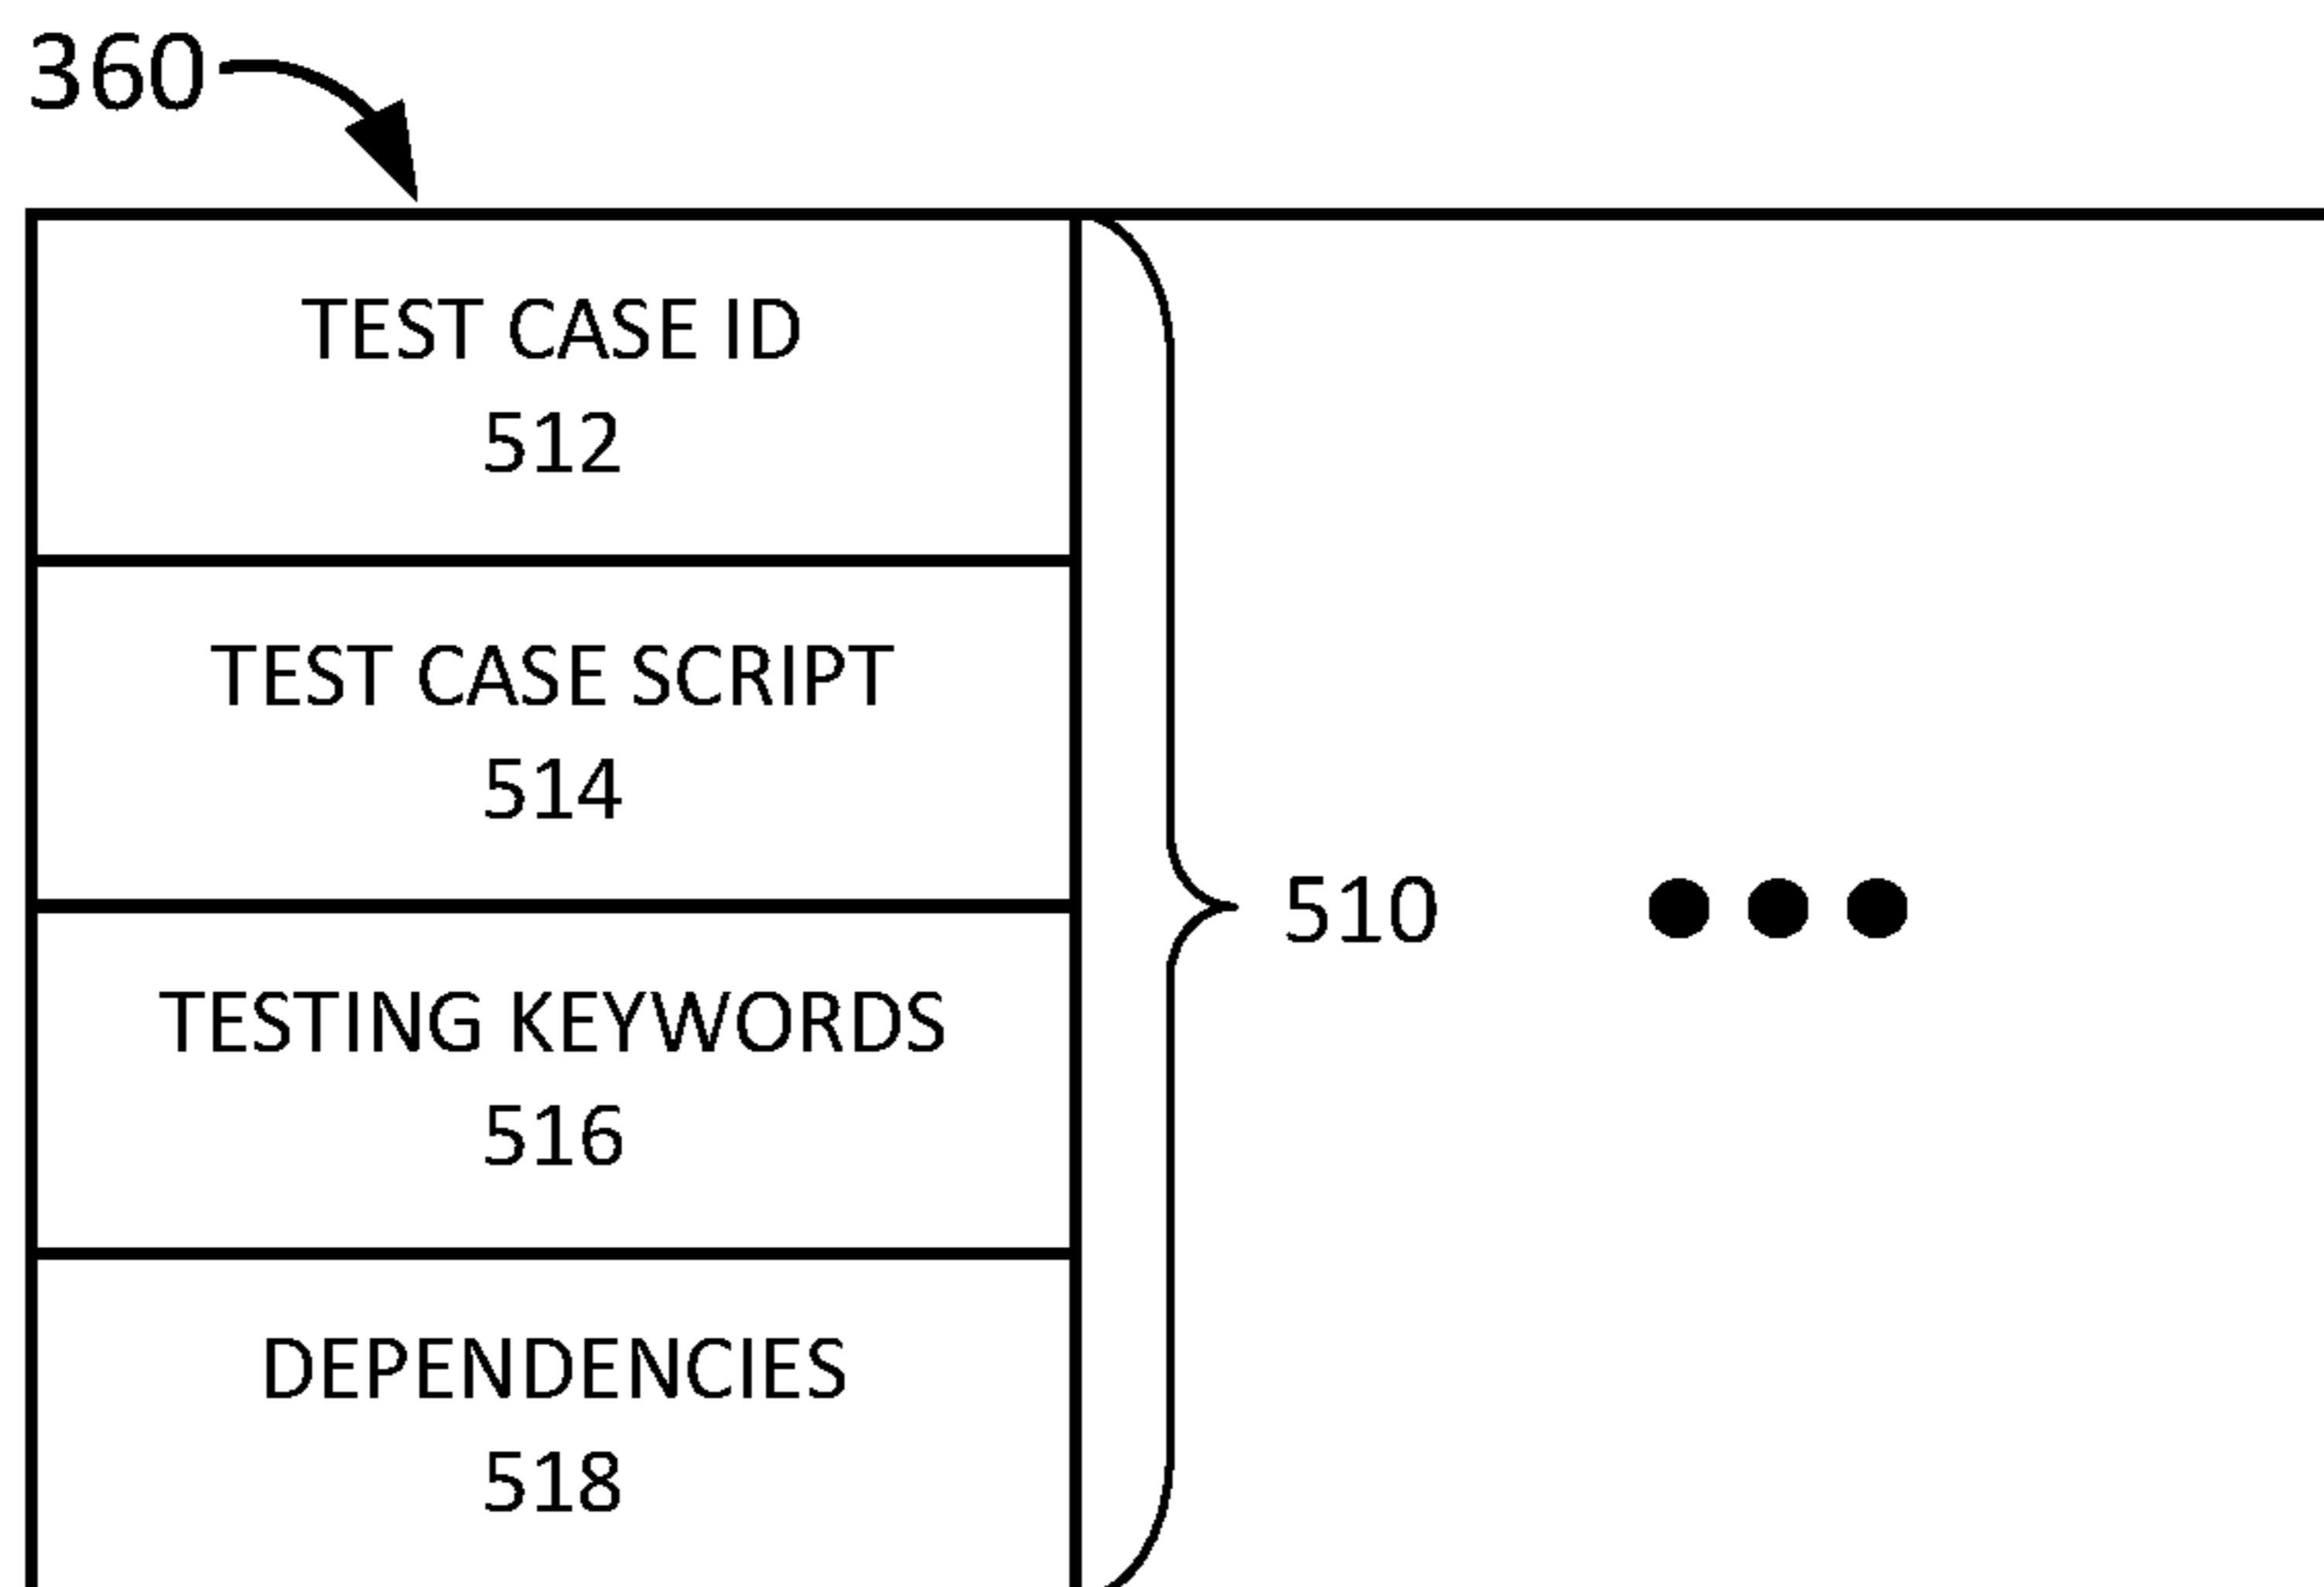 360
TEST CASE ID
512
TEST CASE SCRIPT
514
510
TESTING KEYWORDS
516
DEPENDENCIES
518